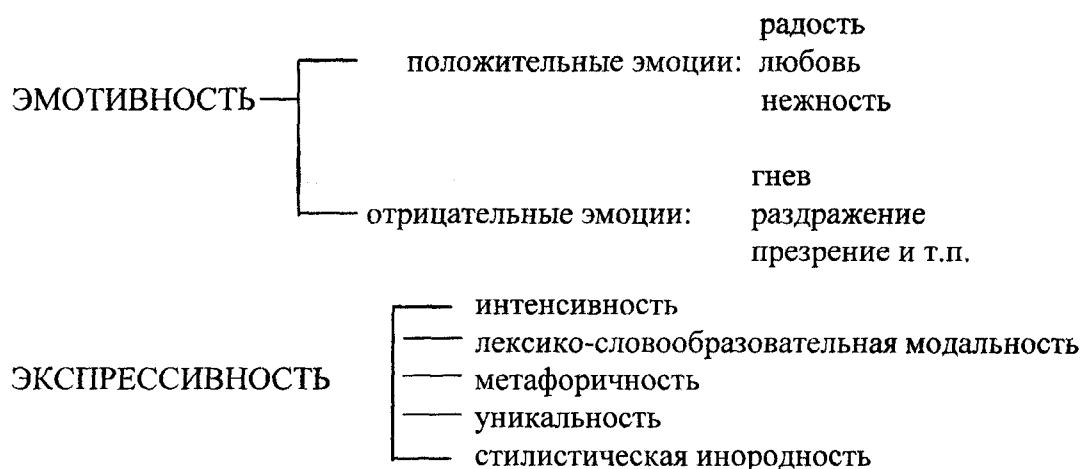 радость
положительные эмоции: любовь
ЭМОТИВНОСТЬ
нежность
гнев
отрицательные эмоции: раздражение
презрение и т.п.
интенсивность
лексико-словообразовательная модальность
ЭКСПРЕССИВНОСТЬ
метафоричность
уникальность
стилистическая инородность